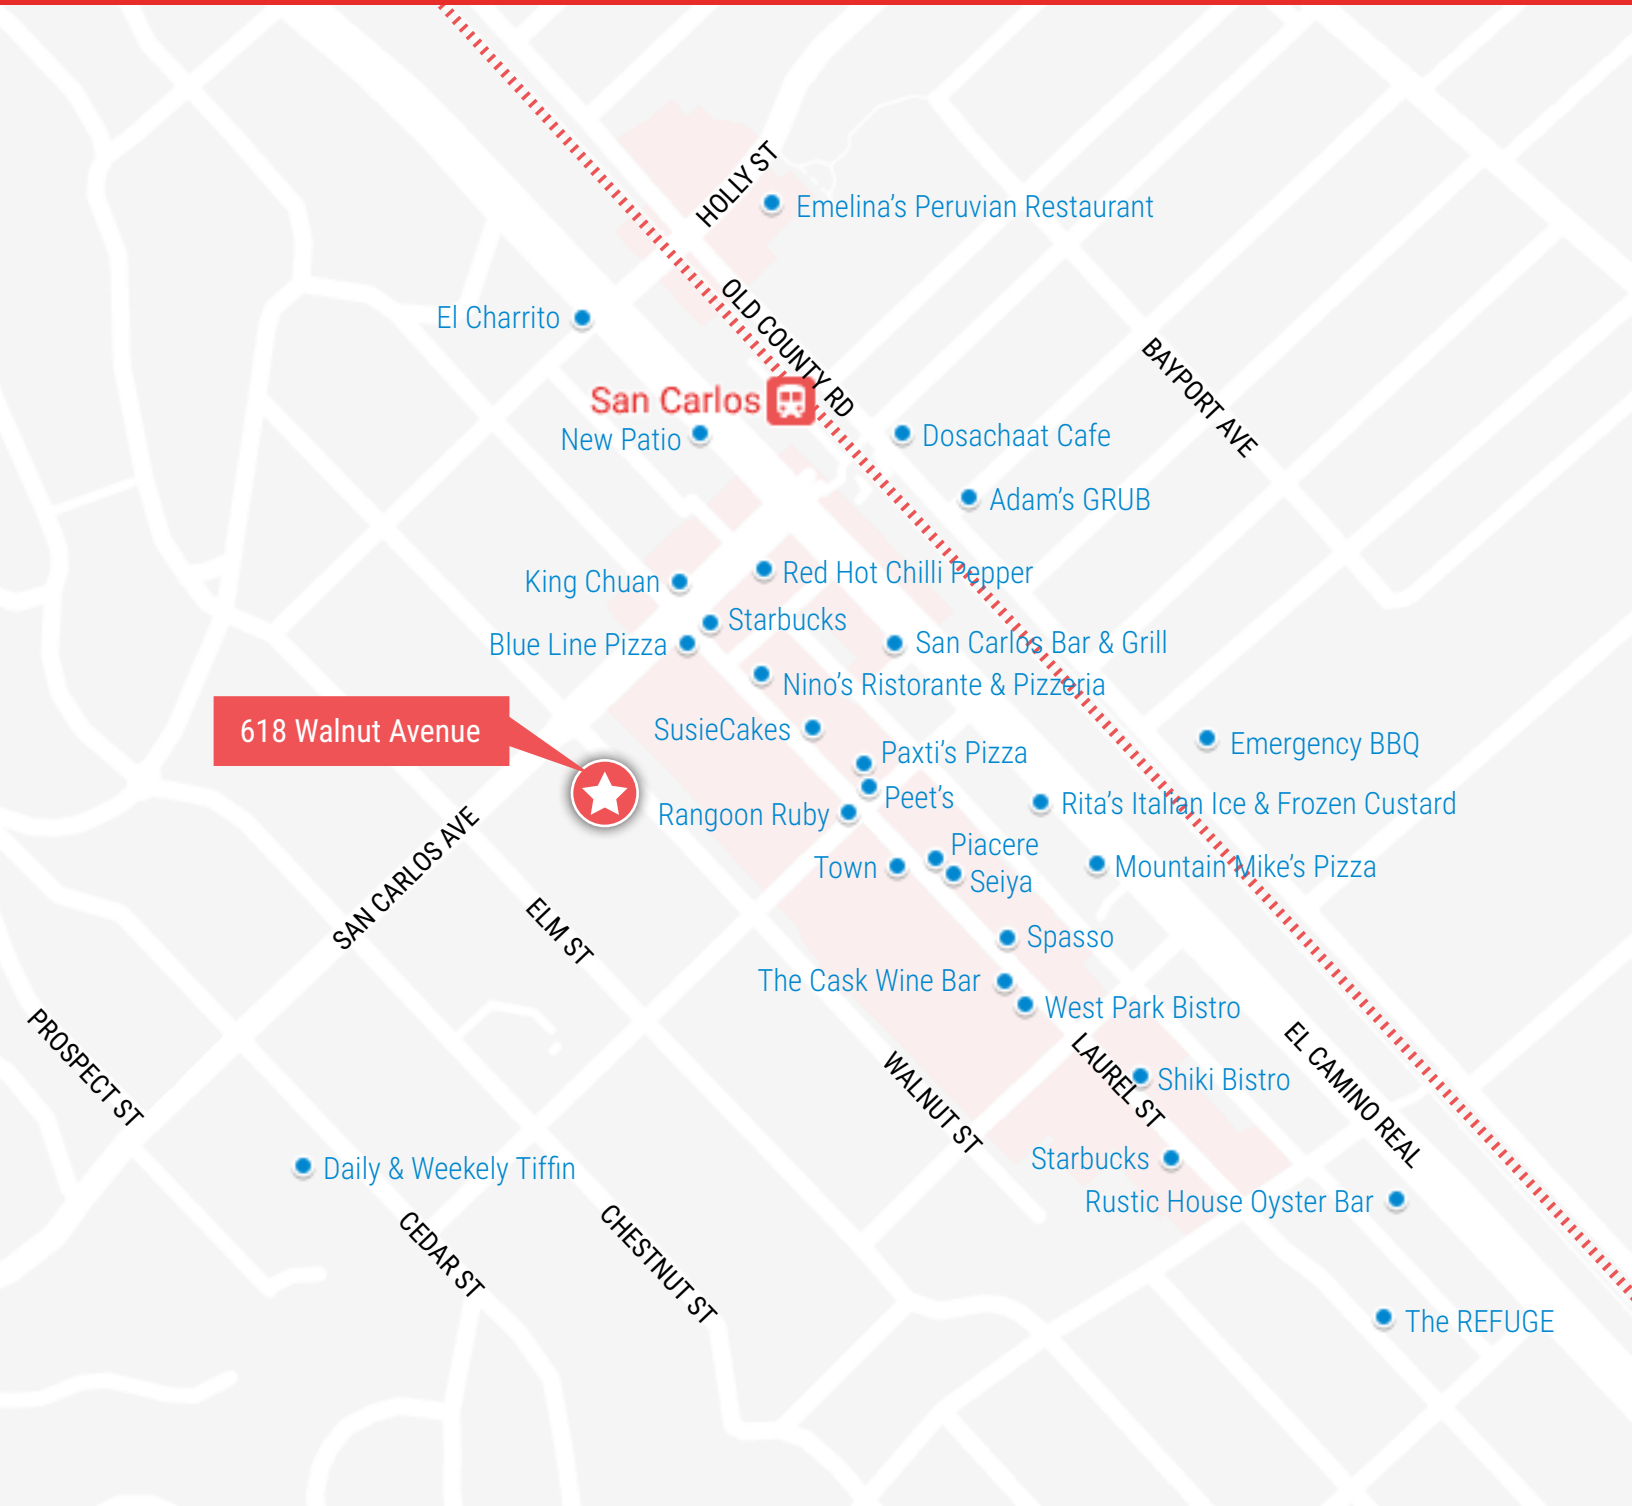 HOLLY ST
Emelina's Peruvian Restaurant
OLD COUNTY RD
El Charrito
BAYPORT AVE
San Carlos
New Patio
Dosachaat Cafe
Adam's GRUB
Red Hot Chilli Pepper
King Chuan
Starbucks
Blue Line Pizza
San Carlos Bar & Grill
Nino's Ristorante & Pizzeria
618 Walnut Avenue
SusieCakes
Emergency BBQ
Paxti's Pizza
Peet's
Rita's Italian Ice & Frozen Custard
Rangoon Ruby
Piacere
Town
Mountain Mike's Pizza
Seiya
SAN CARLOS AVE
ELM ST
Spasso
The Cask Wine Bar
West Park Bistro
PROSPECT ST
WALNUT ST
LAUREL ST
Shiki Bistro
EL CAMINO REAL
Starbucks
Daily & Weekely Tiffin
Rustic House Oyster Bar
CEDAR ST
CHESTNUT ST
The REFUGE